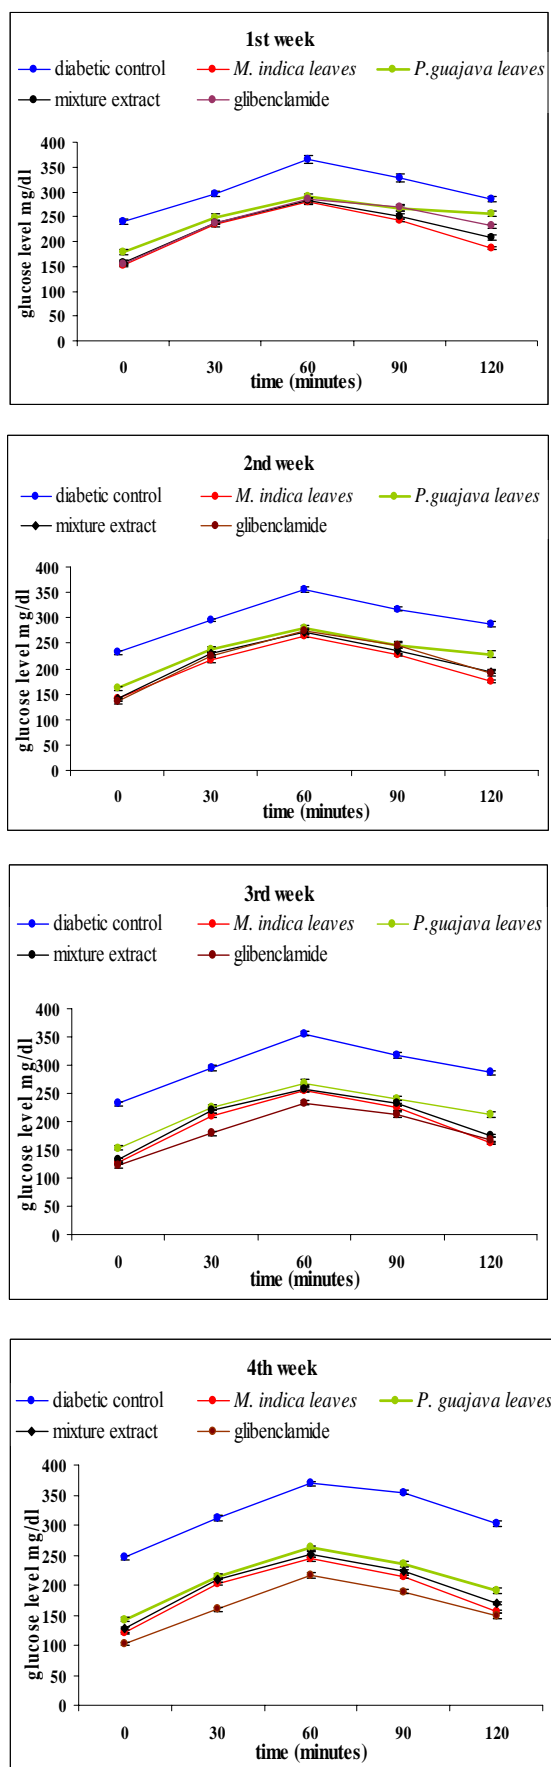 1st week
diabetic control M. indica leaves P.guajava leaves
mixture extract glibenclamide
glucose level mg/dl
400
350
300
250
200
150
100
50
0
0 30 60 90 120
time (minutes)
2nd week
diabetic control M. indica leaves P.guajava leaves
mixture extract glibenclamide
glucose level mg/dl
400
350
300
250
200
150
100
50
0
0 30 60 90 120
time (minutes)
3rd week
diabetic control M. indica leaves P.guajava leaves
mixture extract glibenclamide
glucose level mg/dl
400
350
300
250
200
150
100
50
0
0 30 60 90 120
time (minutes)
4th week
diabetic control M. indica leaves P. guajava leaves
mixture extract glibenclamide
glucose level mg/dl
400
350
300
250
200
150
100
50
0
0 30 60 90 120
time (minutes)